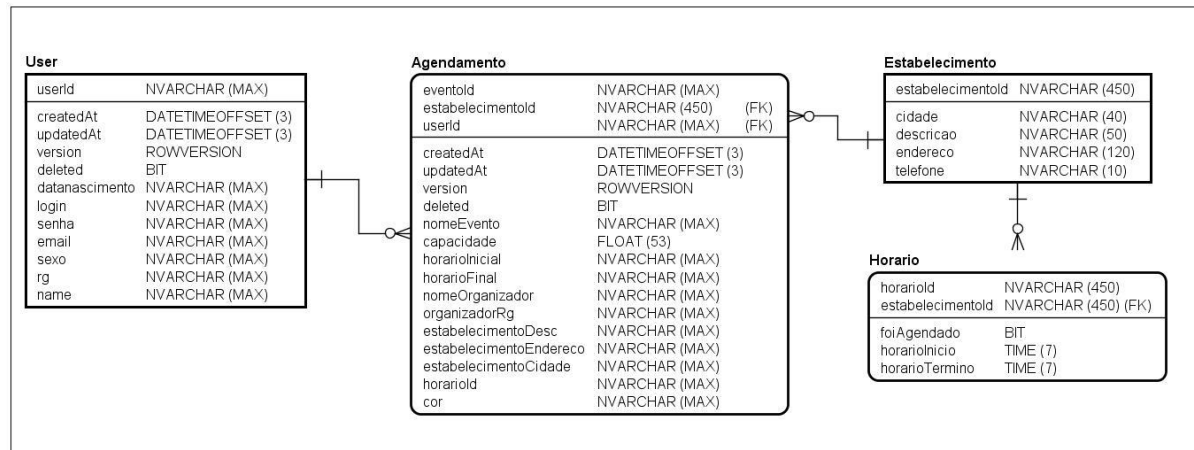 User
userId NVARCHAR (MAX)
createdAt DATETIMEOFFSET (3)
updatedAt DATETIMEOFFSET (3)
version ROWVERSION
deleted BIT
datanascimento NVARCHAR (MAX)
login NVARCHAR (MAX)
senha NVARCHAR (MAX)
email NVARCHAR (MAX)
sexo NVARCHAR (MAX)
rg NVARCHAR (MAX)
name NVARCHAR (MAX)
Agendamento
eventoId NVARCHAR (MAX)
estabelecimentoId NVARCHAR (450) (FK)
userId NVARCHAR (MAX) (FK)
createdAt DATETIMEOFFSET (3)
updatedAt DATETIMEOFFSET (3)
version ROWVERSION
deleted BIT
nomeEvento NVARCHAR (MAX)
capacidade FLOAT (53)
horarioInicial NVARCHAR (MAX)
horarioFinal NVARCHAR (MAX)
nomeOrganizador NVARCHAR (MAX)
organizadorRg NVARCHAR (MAX)
estabelecimentoDesc NVARCHAR (MAX)
estabelecimentoEndereco NVARCHAR (MAX)
estabelecimentoCidade NVARCHAR (MAX)
horarioId NVARCHAR (MAX)
cor NVARCHAR (MAX)
Estabelecimento
estabelecimentoId NVARCHAR (450)
cidade NVARCHAR (40)
descricao NVARCHAR (50)
endereco NVARCHAR (120)
telefone NVARCHAR (10)
Horario
horarioId NVARCHAR (450)
estabelecimentoId NVARCHAR (450) (FK)
foiAgendado BIT
horarioInicio TIME (7)
horarioTermino TIME (7)